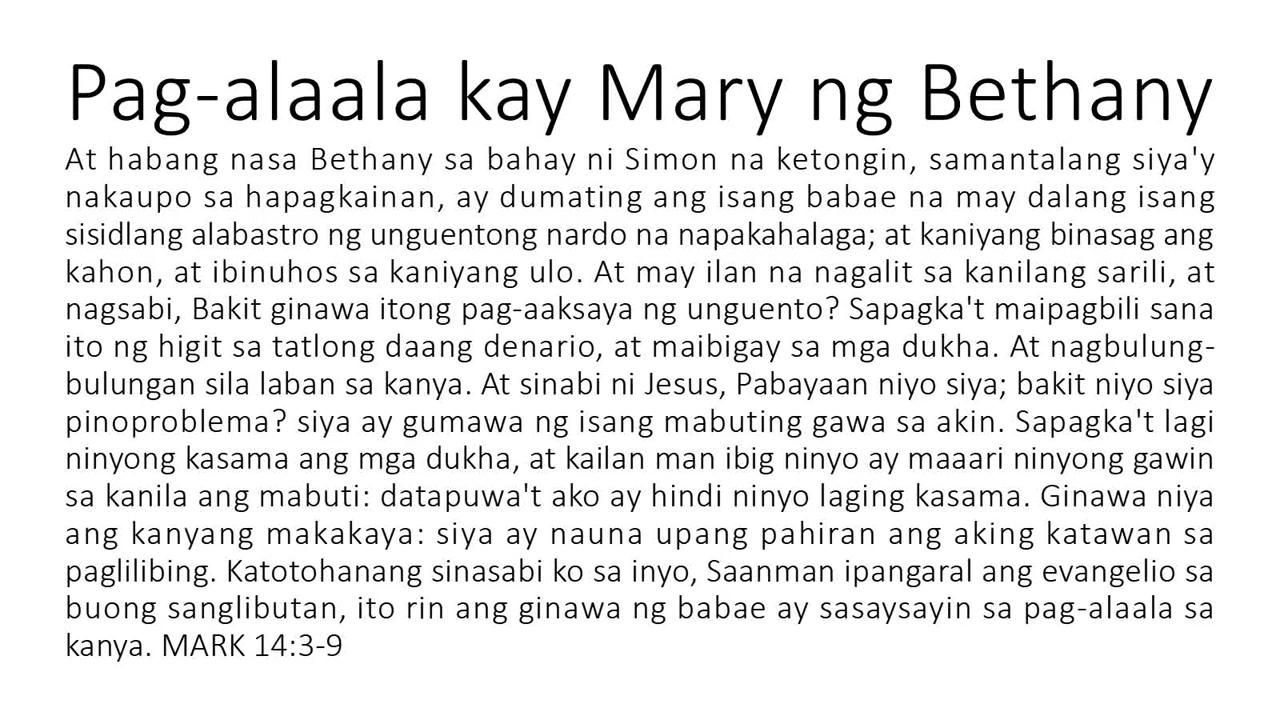 Pag-alaala kay Mary ng Bethany
At habang nasa Bethany sa bahay ni Simon na ketongin, samantalang siya'y
nakaupo sa hapagkainan, ay dumating ang isang babae na may dalang isang
sisidlang alabastro ng unguentong nardo na napakahalaga; at kaniyang binasag ang
kahon, at ibinuhos sa kaniyang ulo. At may ilan na nagalit sa kanilang sarili, at
nagsabi, Bakit ginawa itong pag-aaksaya ng unguento? Sapagka't maipagbili sana
ito ng higit sa tatlong daang denario, at maibigay sa mga dukha. At nagbulung-
bulungan sila laban sa kanya. At sinabi ni Jesus, Pabayaan niyo siya; bakit niyo siya
pinoproblema? siya ay gumawa ng isang mabuting gawa sa akin. Sapagka't lagi
ninyong kasama ang mga dukha, at kailan man ibig ninyo ay maaari ninyong gawin
sa kanila ang mabuti: datapuwa't ako ay hindi ninyo laging kasama. Ginawa niya
ang kanyang makakaya: siya ay nauna upang pahiran ang aking katawan sa
paglilibing. Katotohanang sinasabi ko sa inyo, Saanman ipangaral ang evangelio sa
buong sanglibutan, ito rin ang ginawa ng babae ay sasaysayin sa pag-alaala sa
kanya. MARK 14:3-9